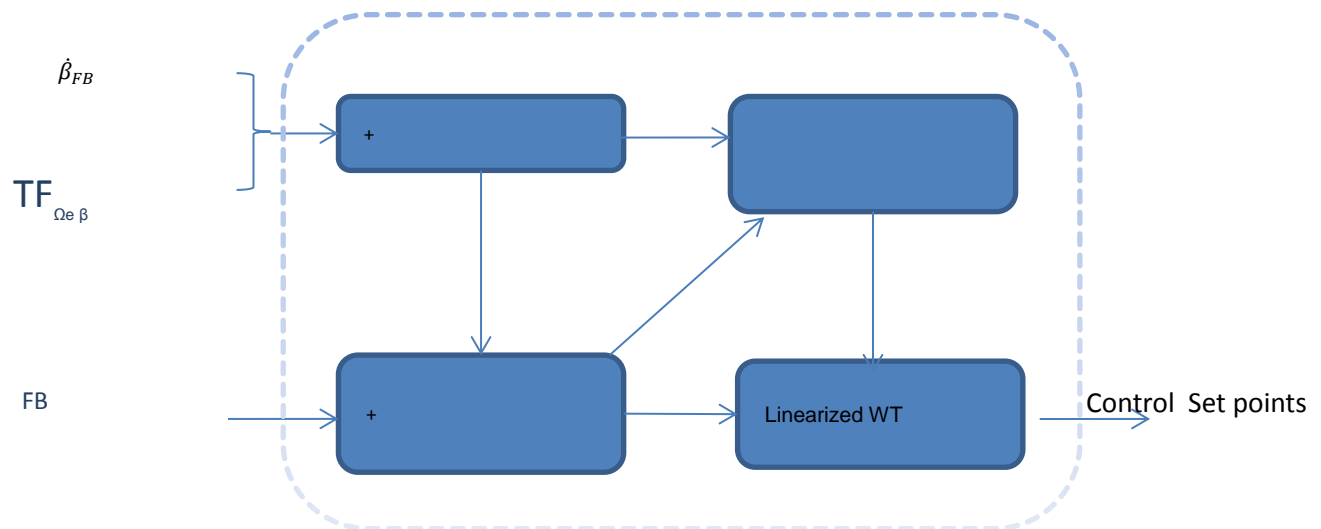 β̇_FB
+
TF_Ωe β
FB
+
Linearized WT
Control Set points